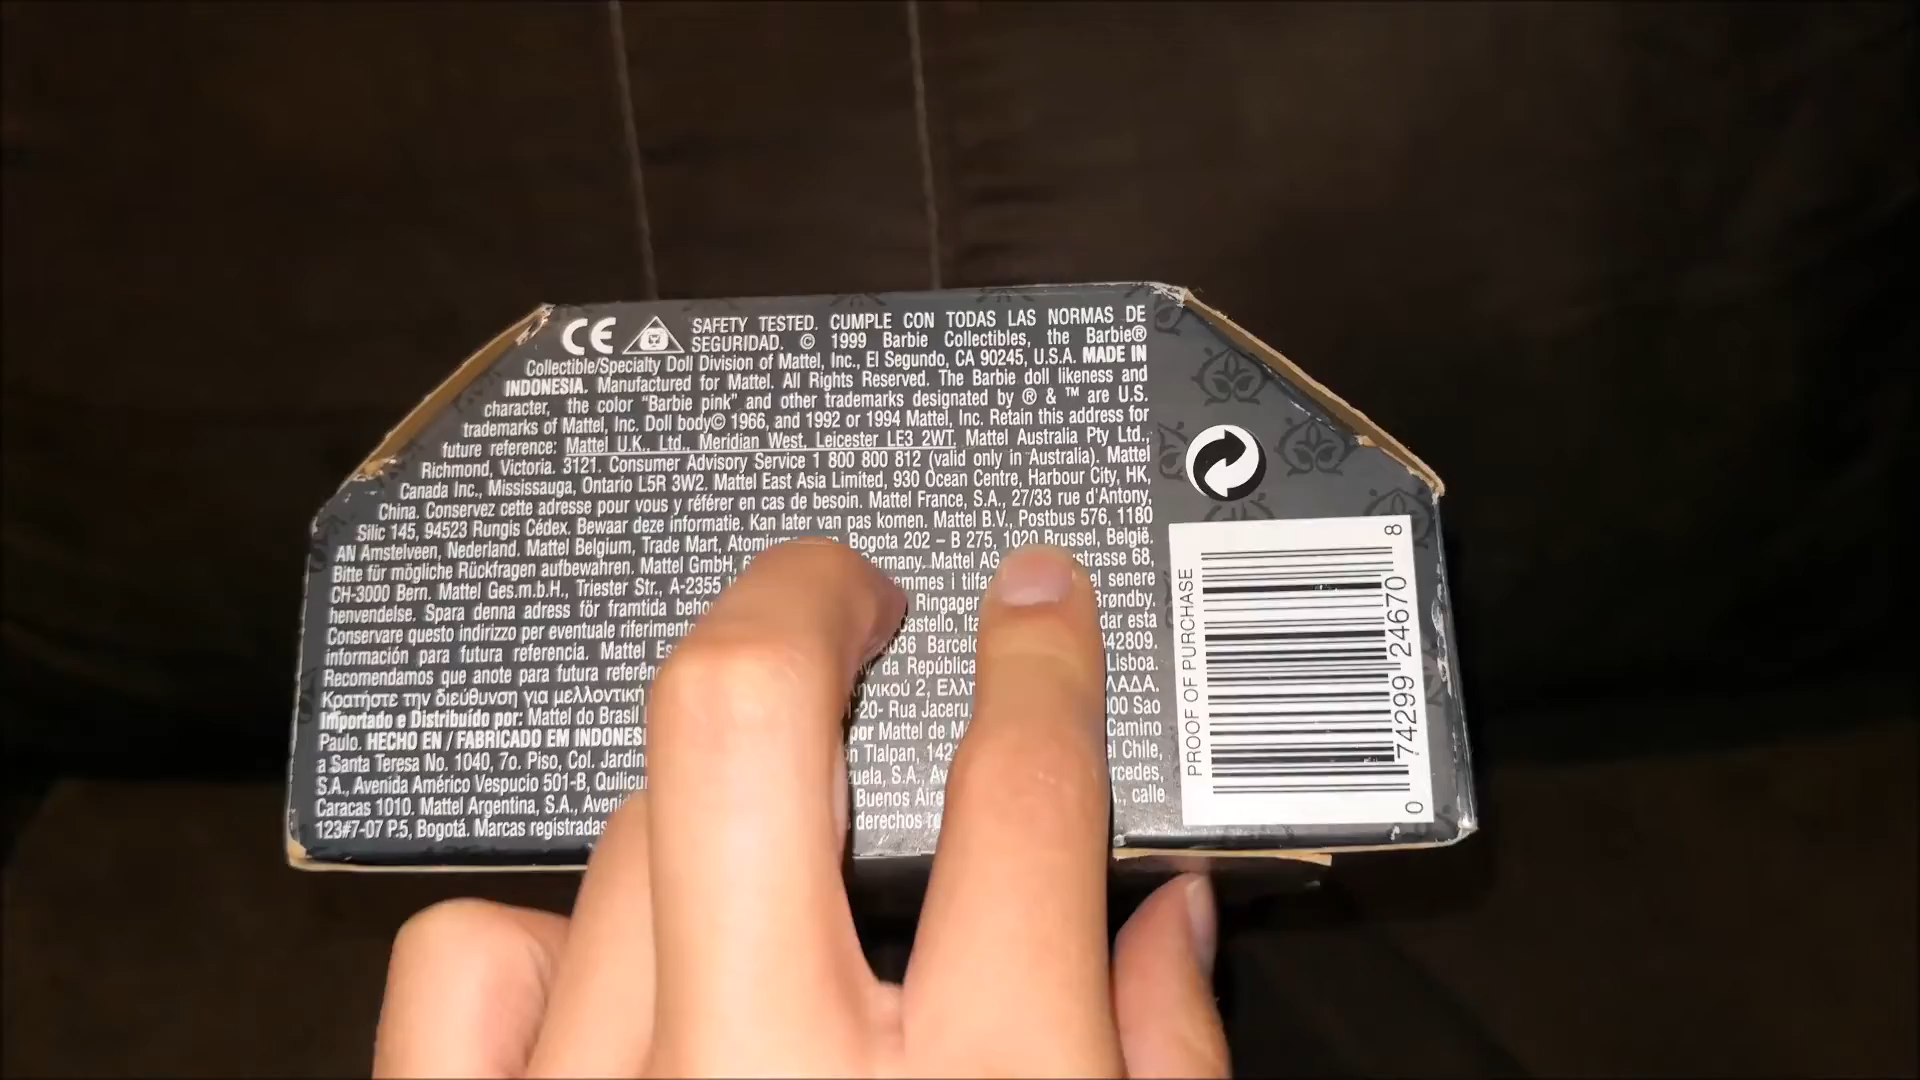 CE SAFETY TESTED. CUMPLE CON TODAS LAS NORMAS DE
SEGURIDAD. © 1999 Barbie Collectibles, the Barbie®
Collectible/Specialty Doll Division of Mattel, Inc., El Segundo, CA 90245, U.S.A. MADE IN
INDONESIA. Manufactured for Mattel. All Rights Reserved. The Barbie doll likeness and
character, the color “Barbie pink” and other trademarks designated by ® & ™ are U.S.
trademarks of Mattel, Inc. Doll body© 1966, and 1992 or 1994 Mattel, Inc. Retain this address for
future reference: Mattel U.K., Ltd., Meridian West, Leicester LE3 2WT. Mattel Australia Pty Ltd.,
Richmond, Victoria. 3121. Consumer Advisory Service 1 800 800 812 (valid only in Australia). Mattel
Canada Inc., Mississauga, Ontario L5R 3W2. Mattel East Asia Limited, 930 Ocean Centre, Harbour City, HK,
China. Conservez cette adresse pour vous y référer en cas de besoin. Mattel France, S.A., 27/33 rue d'Antony,
Silic 145, 94523 Rungis Cédex. Bewaar deze informatie. Kan later van pas komen. Mattel B.V., Postbus 576, 1180
AN Amstelveen, Nederland. Mattel Belgium, Trade Mart, Bogota 202 – B 275, 1020 Brussel, België.
Bitte für mögliche Rückfragen aufbewahren. Mattel GmbH, Mattel AG strasse 68,
CH-3000 Bern. Mattel Ges.m.b.H., Triester Str., A-2355 i senere
henvendelse. Spara denna adress för framtida Brøndby.
Conservare questo indirizzo per eventuale Castello, esta
información para futura referencia. Mattel 08036
Recomendamos que anote para futura da República Lisboa.
Κρατήστε την διεύθυνση για μελλοντική 2,
Importado e Distribuído por: Mattel do Brasil Rua Sao
Paulo. HECHO EN / FABRICADO EM por Mattel de Camino
a Santa Teresa No. 1040, 7o. Piso, Col. Tlalpan, Chile,
S.A., Avenida Américo Vespucio 501-B, S.A.,
Caracas 1010. Mattel Argentina, S.A., Buenos calle
123#7-07 P.5, Bogotá. Marcas registradas derechos
PROOF OF PURCHASE
0 74299 24670 8